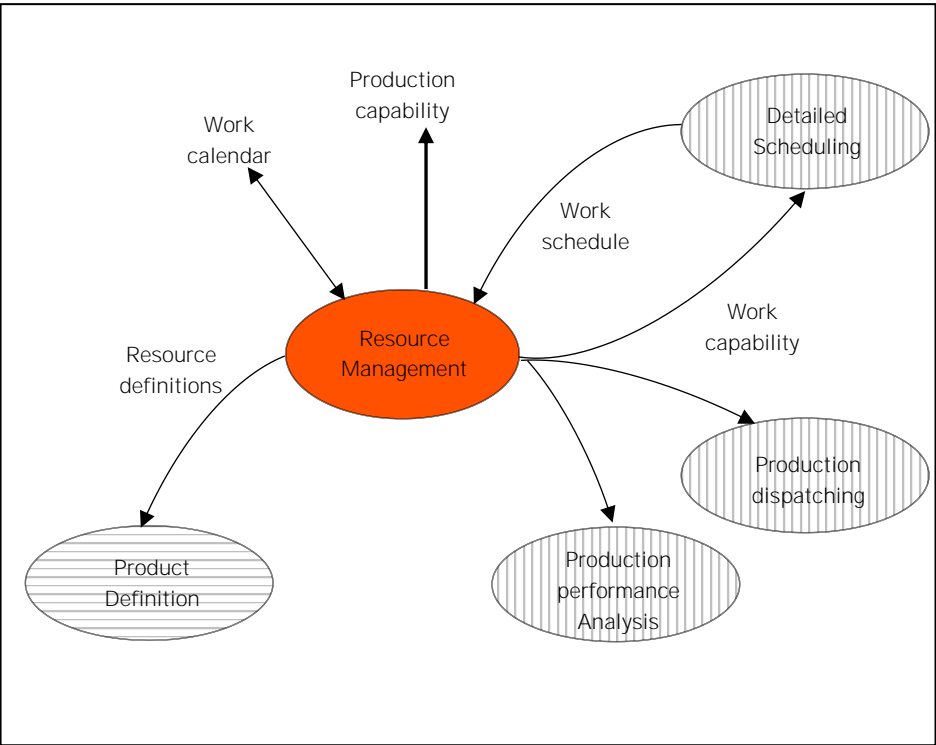 Production
capability
Work
calendar
Detailed
Scheduling
Work
schedule
Work
capability
Resource
Management
Resource
definitions
Production
dispatching
Product
Definition
Production
performance
Analysis